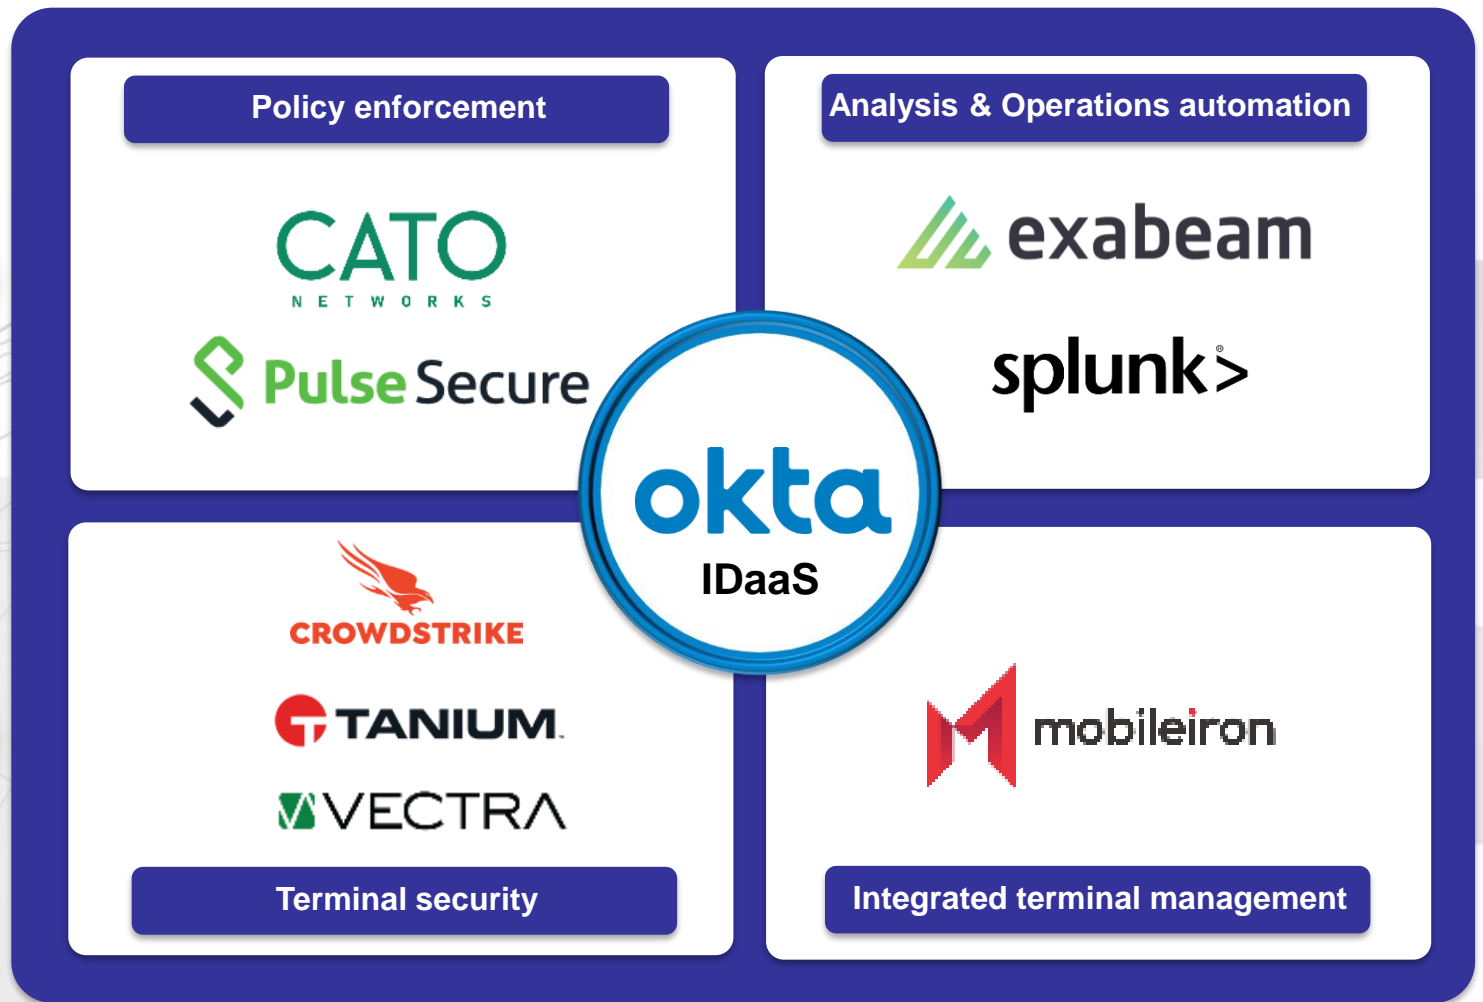 Policy enforcement
CATO
NETWORKS
Pulse Secure
Analysis & Operations automation
exabeam
splunk>®
okta
IDaaS
CROWDSTRIKE
TANIUM.
VECTRA
Terminal security
mobileiron
Integrated terminal management